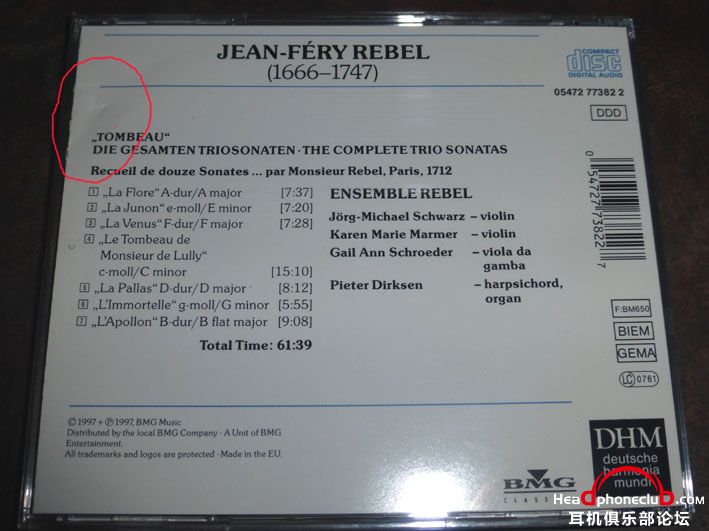 JEAN-FÉRY REBEL
(1666–1747)
COMPACT
disc
DIGITAL AUDIO
05472 77382 2
DDD
„TOMBEAU“
DIE GESAMTEN TRIOSONATEN · THE COMPLETE TRIO SONATAS
Recueil de douze Sonates ... par Monsieur Rebel, Paris, 1712
1 „La Flore“ A-dur/A major [7:37]
2 „La Junon“ e-moll/E minor [7:20]
3 „La Venus“ F-dur/F major [7:28]
4 „Le Tombeau de
Monsieur de Lully“
c-moll/C minor [15:10]
5 „La Pallas“ D-dur/D major [8:12]
6 „L'Immortelle“ g-moll/G minor [5:55]
7 „L'Apollon“ B-dur/B flat major [9:08]
Total Time: 61:39
ENSEMBLE REBEL
Jörg-Michael Schwarz – violin
Karen Marie Marmer – violin
Gail Ann Schroeder – viola da
gamba
Pieter Dirksen – harpsichord,
organ
0 54727 73822 7
F:BM650
BIEM
GEMA
LC 0761
© 1997 + ℗ 1997, BMG Music
Distributed by the local BMG Company · A Unit of BMG
Entertainment.
All trademarks and logos are protected · Made in the EU.
BMG
CLASSICS
DHM
deutsche
harmonia
mundi
Headphoneclub.com
耳机俱乐部论坛